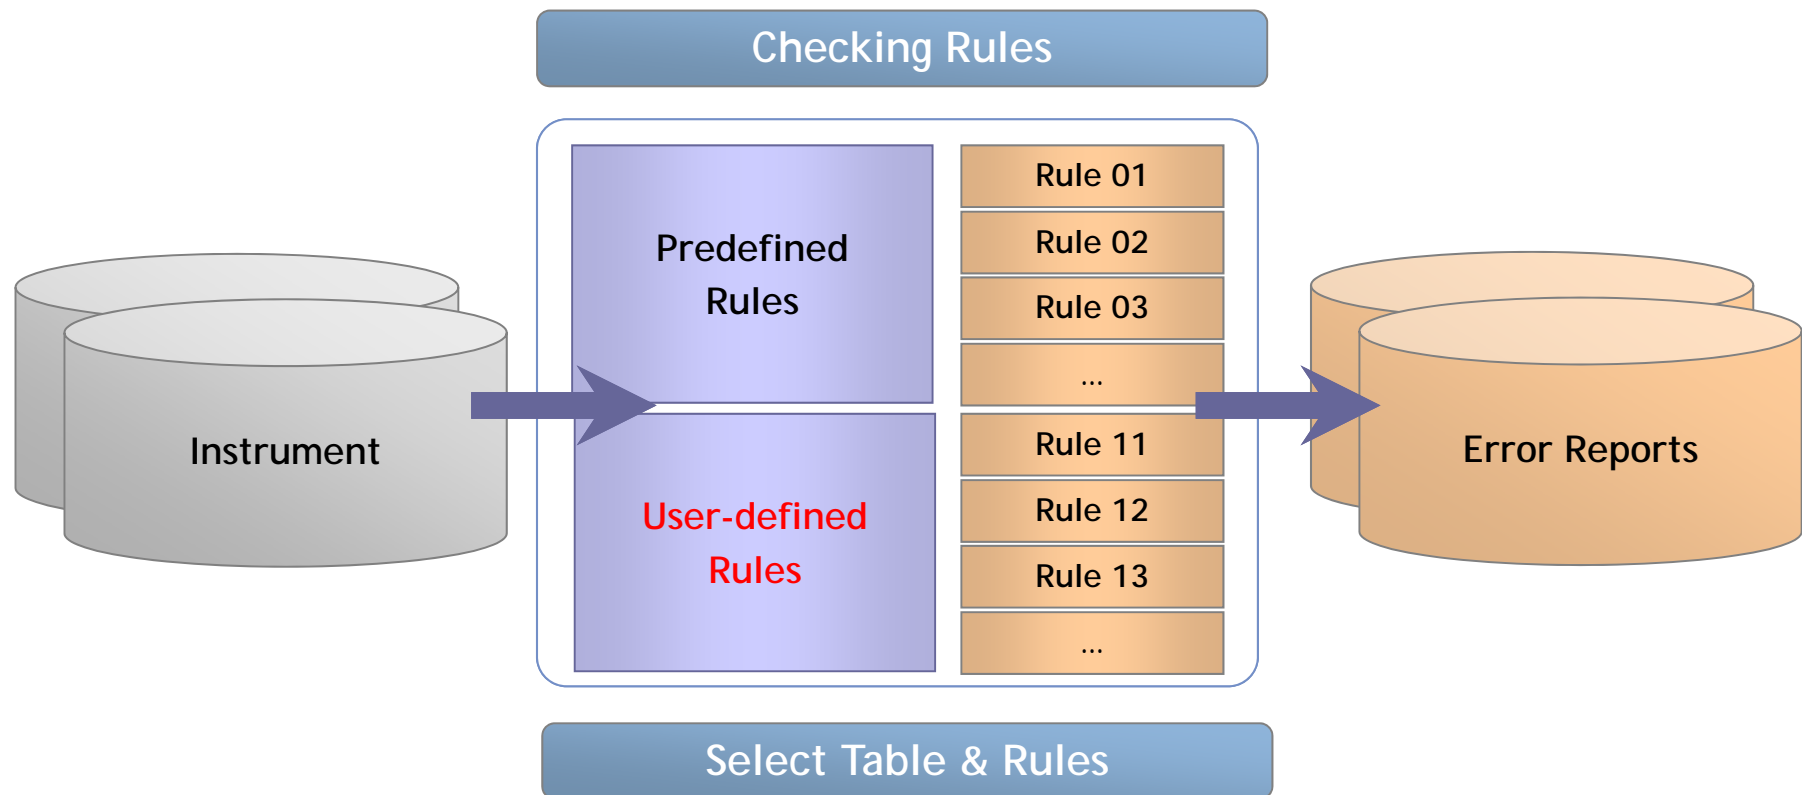 Checking Rules
Instrument
Predefined
Rules
User-defined
Rules
Rule 01
Rule 02
Rule 03
...
Rule 11
Rule 12
Rule 13
...
Error Reports
Select Table & Rules